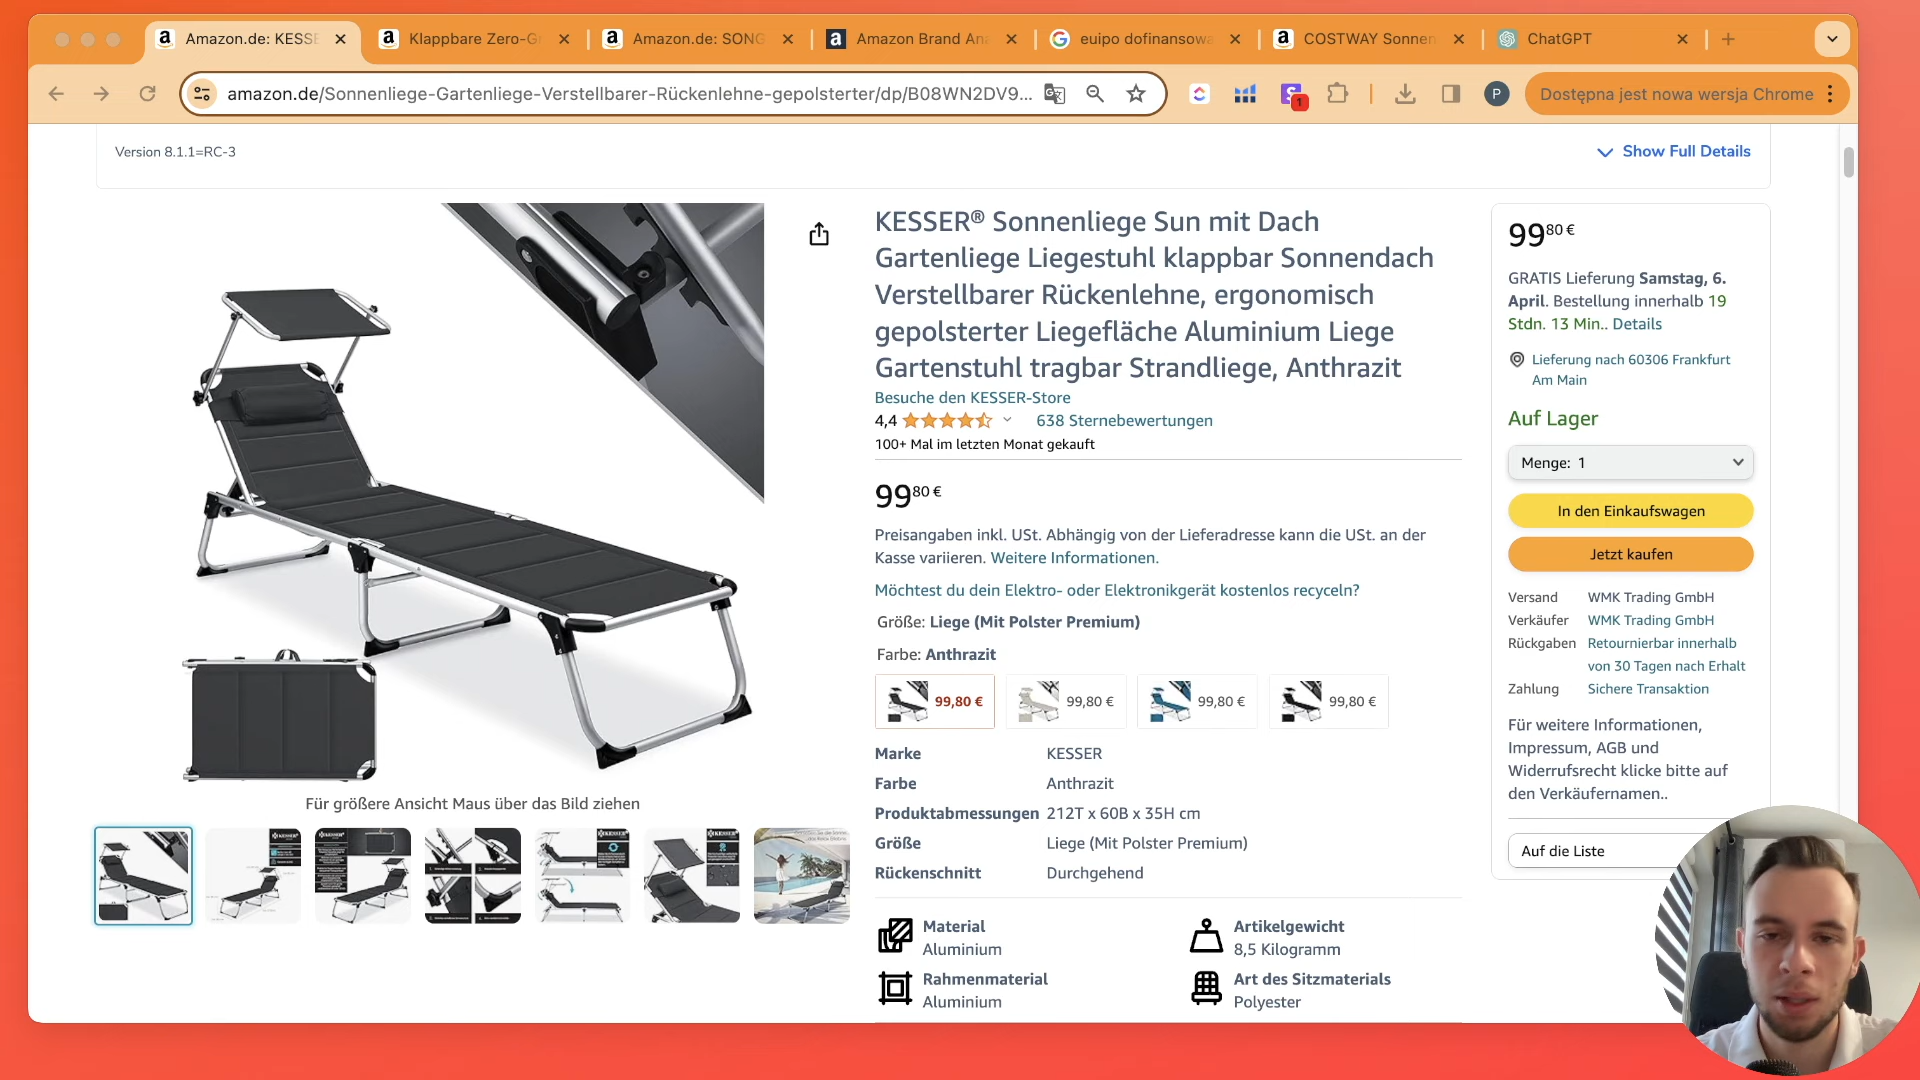 Amazon.de: KESSE
Klappbare Zero-G
Amazon.de: SONG
Amazon Brand Ana
euipo dofinansowa
COSTWAY Sonnen
ChatGPT
amazon.de/Sonnenliege-Gartenliege-Verstellbarer-Rückenlehne-gepolsterter/dp/B08WN2DV9...
1
P
Dostępna jest nowa wersja Chrome
Version 8.1.1=RC-3
Show Full Details
KESSER® Sonnenliege Sun mit Dach
Gartenliege Liegestuhl klappbar Sonnendach
Verstellbarer Rückenlehne, ergonomisch
gepolsterter Liegefläche Aluminium Liege
Gartenstuhl tragbar Strandliege, Anthrazit
Besuche den KESSER-Store
4,4
638 Sternebewertungen
100+ Mal im letzten Monat gekauft
99 80 €
Preisangaben inkl. USt. Abhängig von der Lieferadresse kann die USt. an der
Kasse variieren. Weitere Informationen.
Möchtest du dein Elektro- oder Elektronikgerät kostenlos recyceln?
Größe: Liege (Mit Polster Premium)
Farbe: Anthrazit
99,80 €
99,80 €
99,80 €
99,80 €
Marke KESSER
Farbe Anthrazit
Produktabmessungen 212T x 60B x 35H cm
Größe Liege (Mit Polster Premium)
Rückenschnitt Durchgehend
Material
Aluminium
Artikelgewicht
8,5 Kilogramm
Rahmenmaterial
Aluminium
Art des Sitzmaterials
Polyester
Für größere Ansicht Maus über das Bild ziehen
99 80 €
GRATIS Lieferung Samstag, 6.
April. Bestellung innerhalb 19
Stdn. 13 Min.. Details
Lieferung nach 60306 Frankfurt
Am Main
Auf Lager
Menge: 1
In den Einkaufswagen
Jetzt kaufen
Versand WMK Trading GmbH
Verkäufer WMK Trading GmbH
Rückgaben Retournierbar innerhalb
von 30 Tagen nach Erhalt
Zahlung Sichere Transaktion
Für weitere Informationen,
Impressum, AGB und
Widerrufsrecht klicke bitte auf
den Verkäufernamen..
Auf die Liste